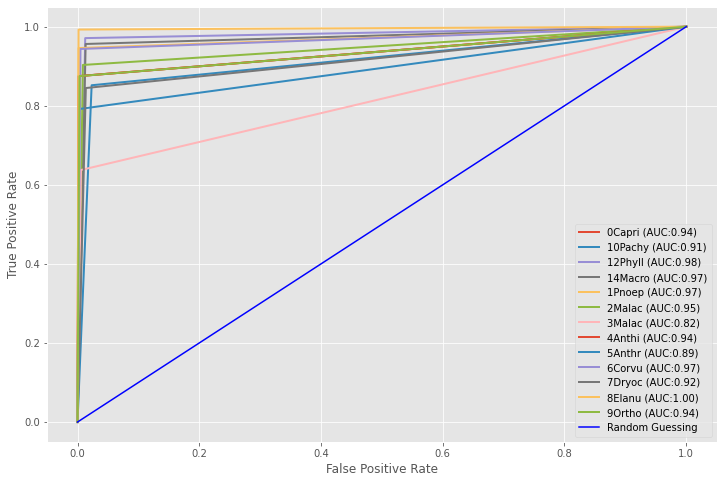 1.0
0.8
0.6
0.4
0.2
0.0
True Positive Rate
0Capri (AUC:0.94)
10Pachy (AUC:0.91)
12Phyll (AUC:0.98)
14Macro (AUC:0.97)
1Pnoep (AUC:0.97)
2Malac (AUC:0.95)
3Malac (AUC:0.82)
4Anthi (AUC:0.94)
5Anthr (AUC:0.89)
6Corvu (AUC:0.97)
7Dryoc (AUC:0.92)
8Elanu (AUC:1.00)
9Ortho (AUC:0.94)
Random Guessing
0.0 0.2 0.4 0.6 0.8 1.0
False Positive Rate